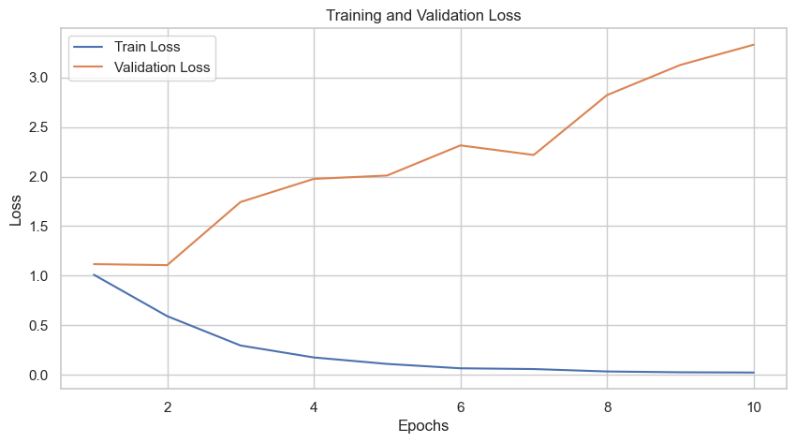 Training and Validation Loss
Train Loss
Validation Loss
3.0
2.5
2.0
1.5
1.0
0.5
0.0
Loss
2 4 6 8 10
Epochs